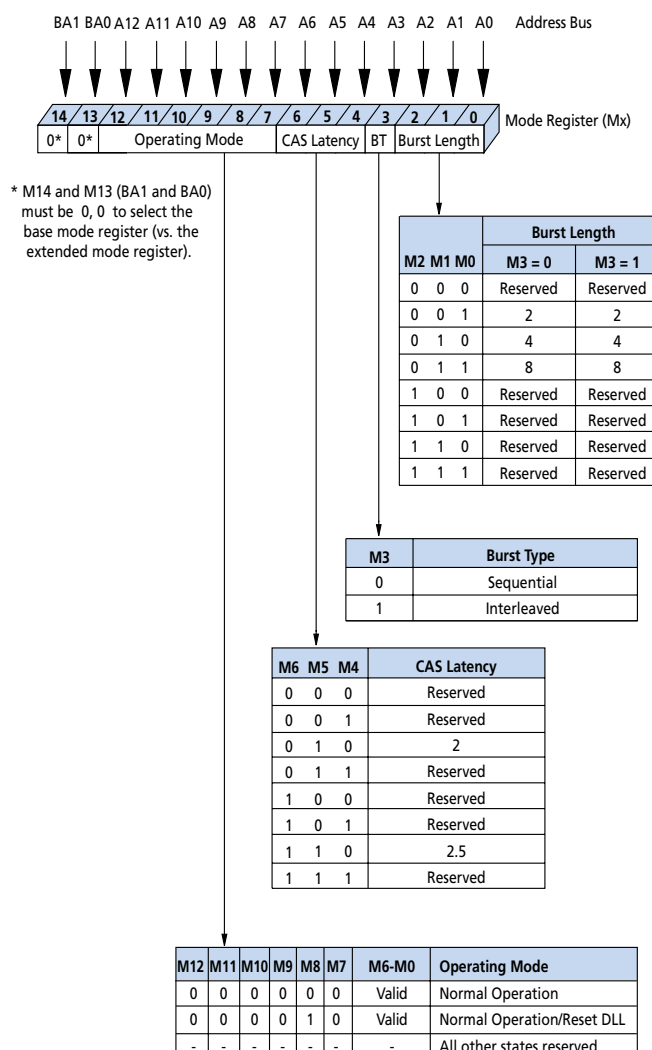 BA1 BA0 A12 A11 A10 A9 A8 A7 A6 A5 A4 A3 A2 A1 A0 Address Bus
14 13 12 11 10 9 8 7 6 5 4 3 2 1 0 Mode Register (Mx)
0* 0* Operating Mode CAS Latency BT Burst Length
* M14 and M13 (BA1 and BA0)
must be 0, 0 to select the
base mode register (vs. the
extended mode register).
Burst Length
M2 M1 M0 M3 = 0 M3 = 1
0 0 0 Reserved Reserved
0 0 1 2 2
0 1 0 4 4
0 1 1 8 8
1 0 0 Reserved Reserved
1 0 1 Reserved Reserved
1 1 0 Reserved Reserved
1 1 1 Reserved Reserved
M3 Burst Type
0 Sequential
1 Interleaved
M6 M5 M4 CAS Latency
0 0 0 Reserved
0 0 1 Reserved
0 1 0 2
0 1 1 Reserved
1 0 0 Reserved
1 0 1 Reserved
1 1 0 2.5
1 1 1 Reserved
M12 M11 M10 M9 M8 M7 M6-M0 Operating Mode
0 0 0 0 0 0 Valid Normal Operation
0 0 0 0 1 0 Valid Normal Operation/Reset DLL
- - - - - - - All other states reserved